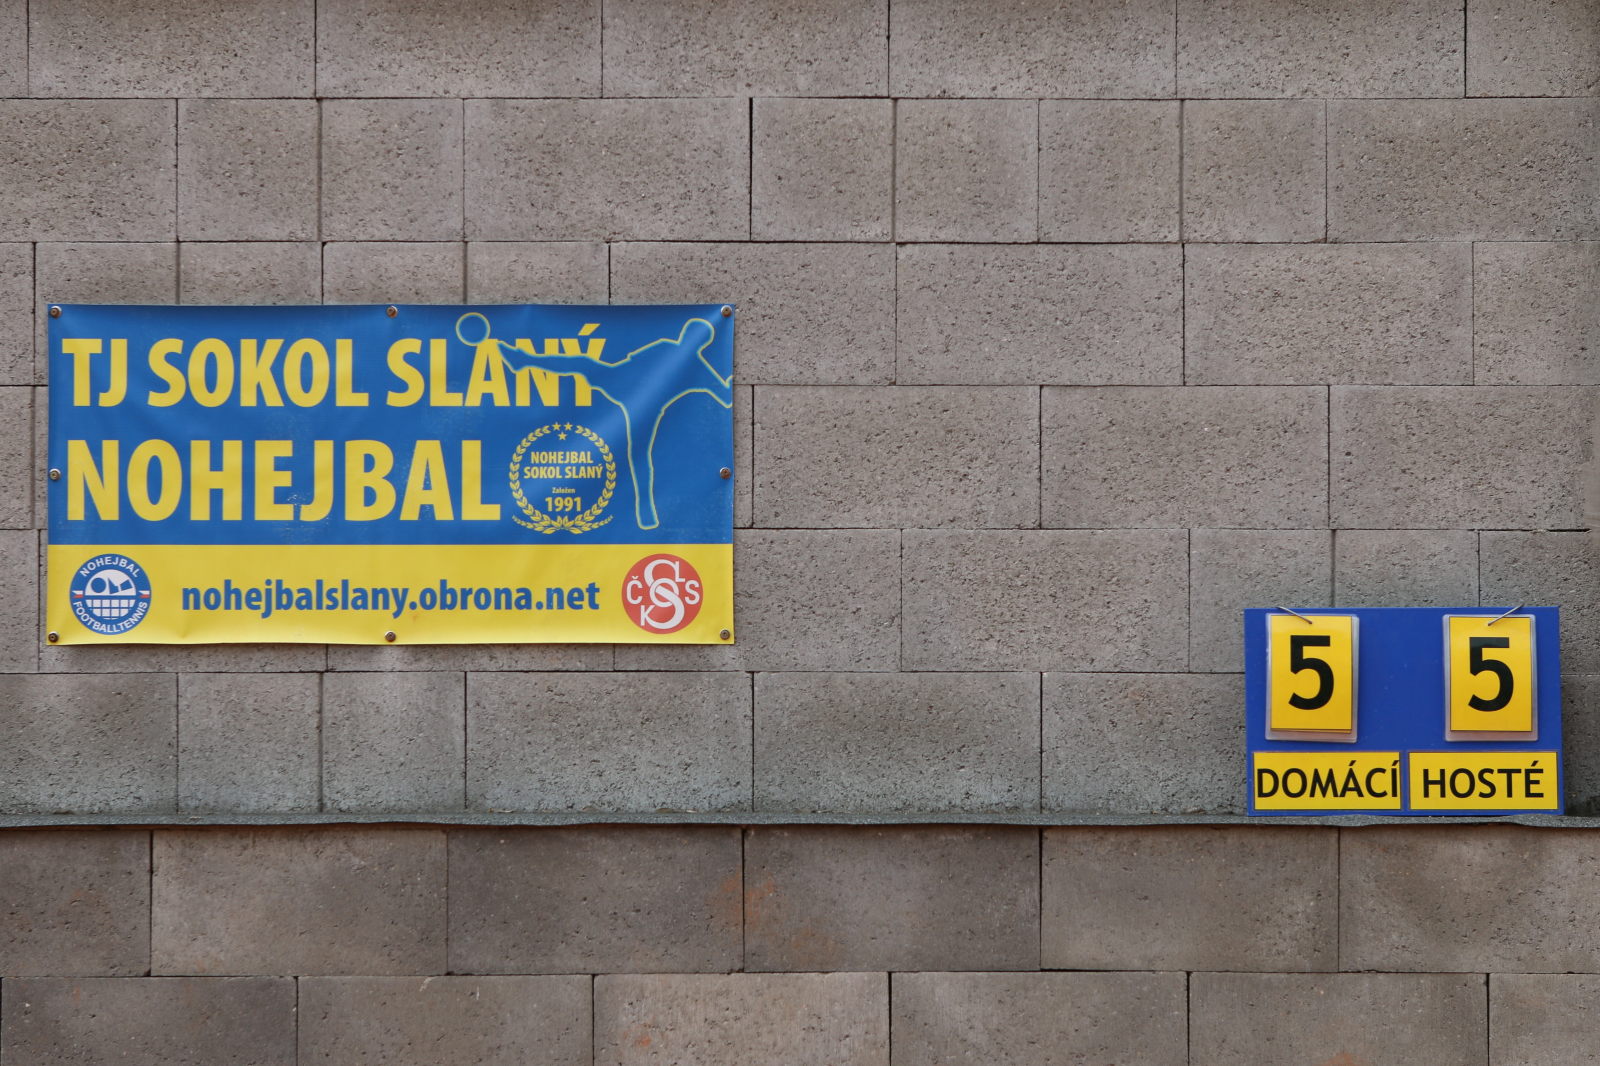 TJ SOKOL SLANÝ
NOHEJBAL
NOHEJBAL
SOKOL SLANÝ
Založen
1991
NOHEJBAL
FOOTBALLTENNIS
nohejbalslany.obrona.net
ČSLS
KS
5 5
DOMÁCÍ HOSTÉ